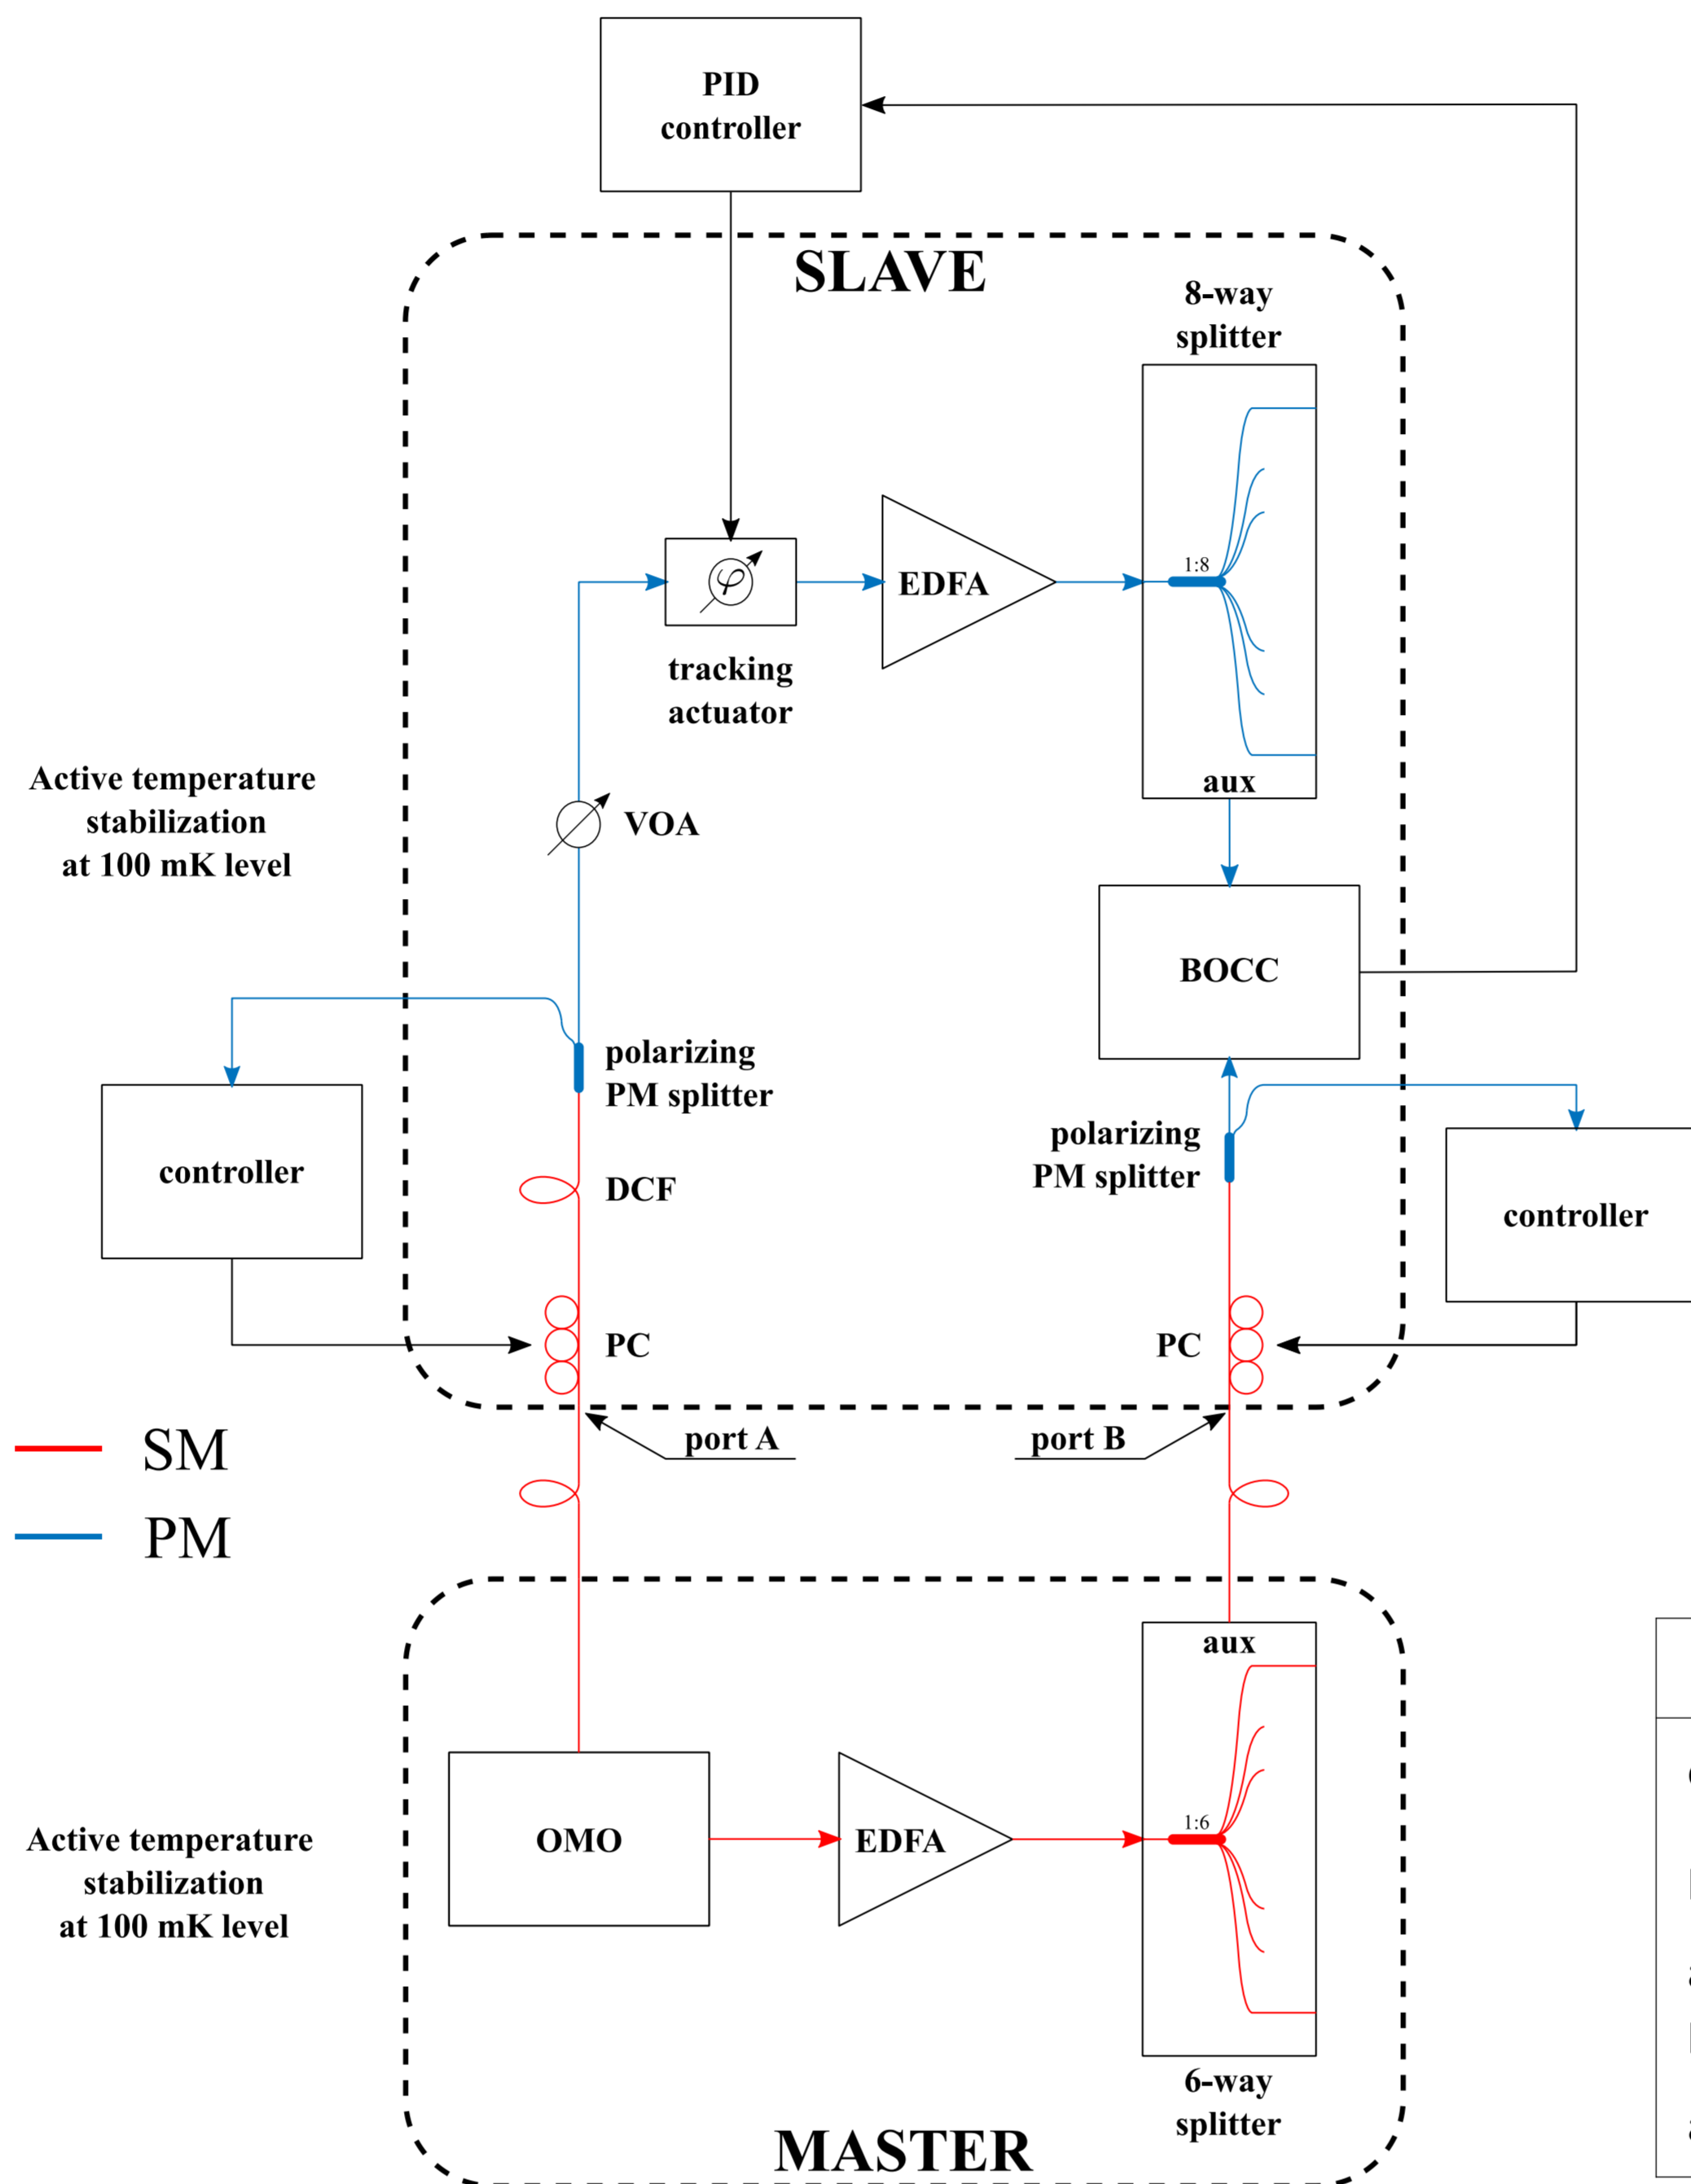 PID
controller
SLAVE
8-way
splitter
1:8
EDFA
φ
tracking
actuator
aux
Active temperature
stabilization
at 100 mK level
VOA
BOCC
polarizing
PM splitter
polarizing
PM splitter
controller
DCF
controller
PC
PC
port A
port B
SM
PM
aux
1:6
OMO
EDFA
Active temperature
stabilization
at 100 mK level
6-way
splitter
MASTER